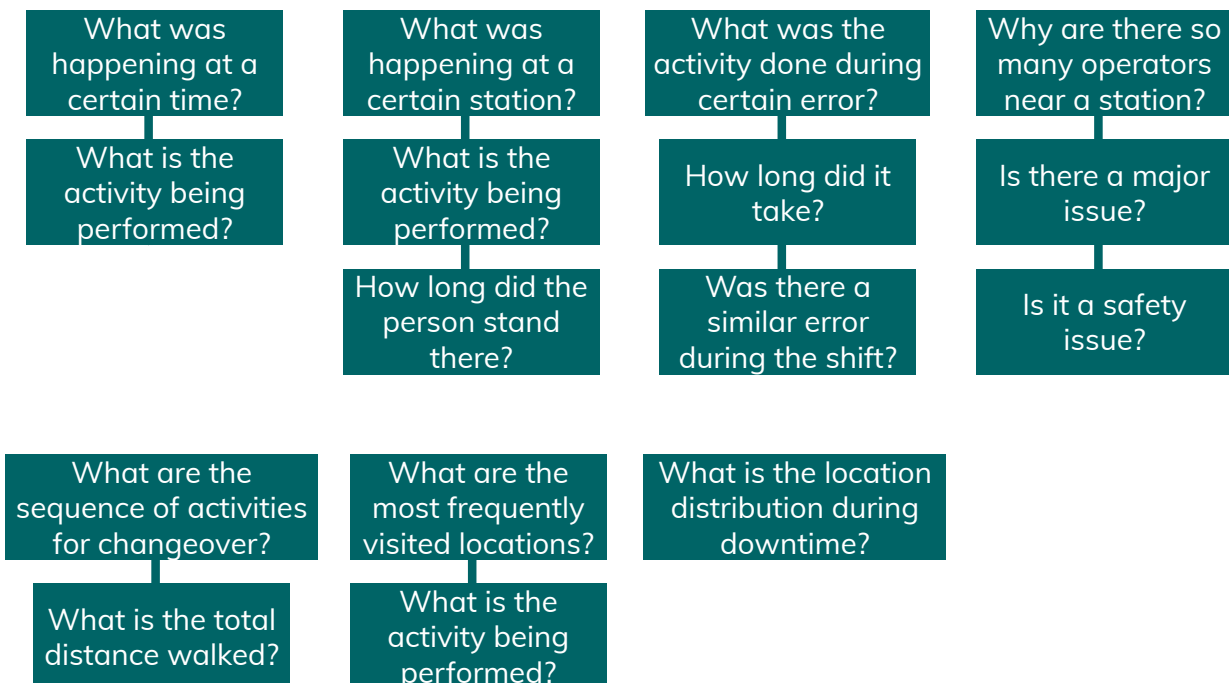 What was
happening at a
certain time?
What is the
activity being
performed?
What was
happening at a
certain station?
What is the
activity being
performed?
How long did the
person stand
there?
What was the
activity done during
certain error?
How long did it
take?
Was there a
similar error
during the shift?
Why are there so
many operators
near a station?
Is there a major
issue?
Is it a safety
issue?
What are the
sequence of activities
for changeover?
What is the total
distance walked?
What are the
most frequently
visited locations?
What is the
activity being
performed?
What is the location
distribution during
downtime?